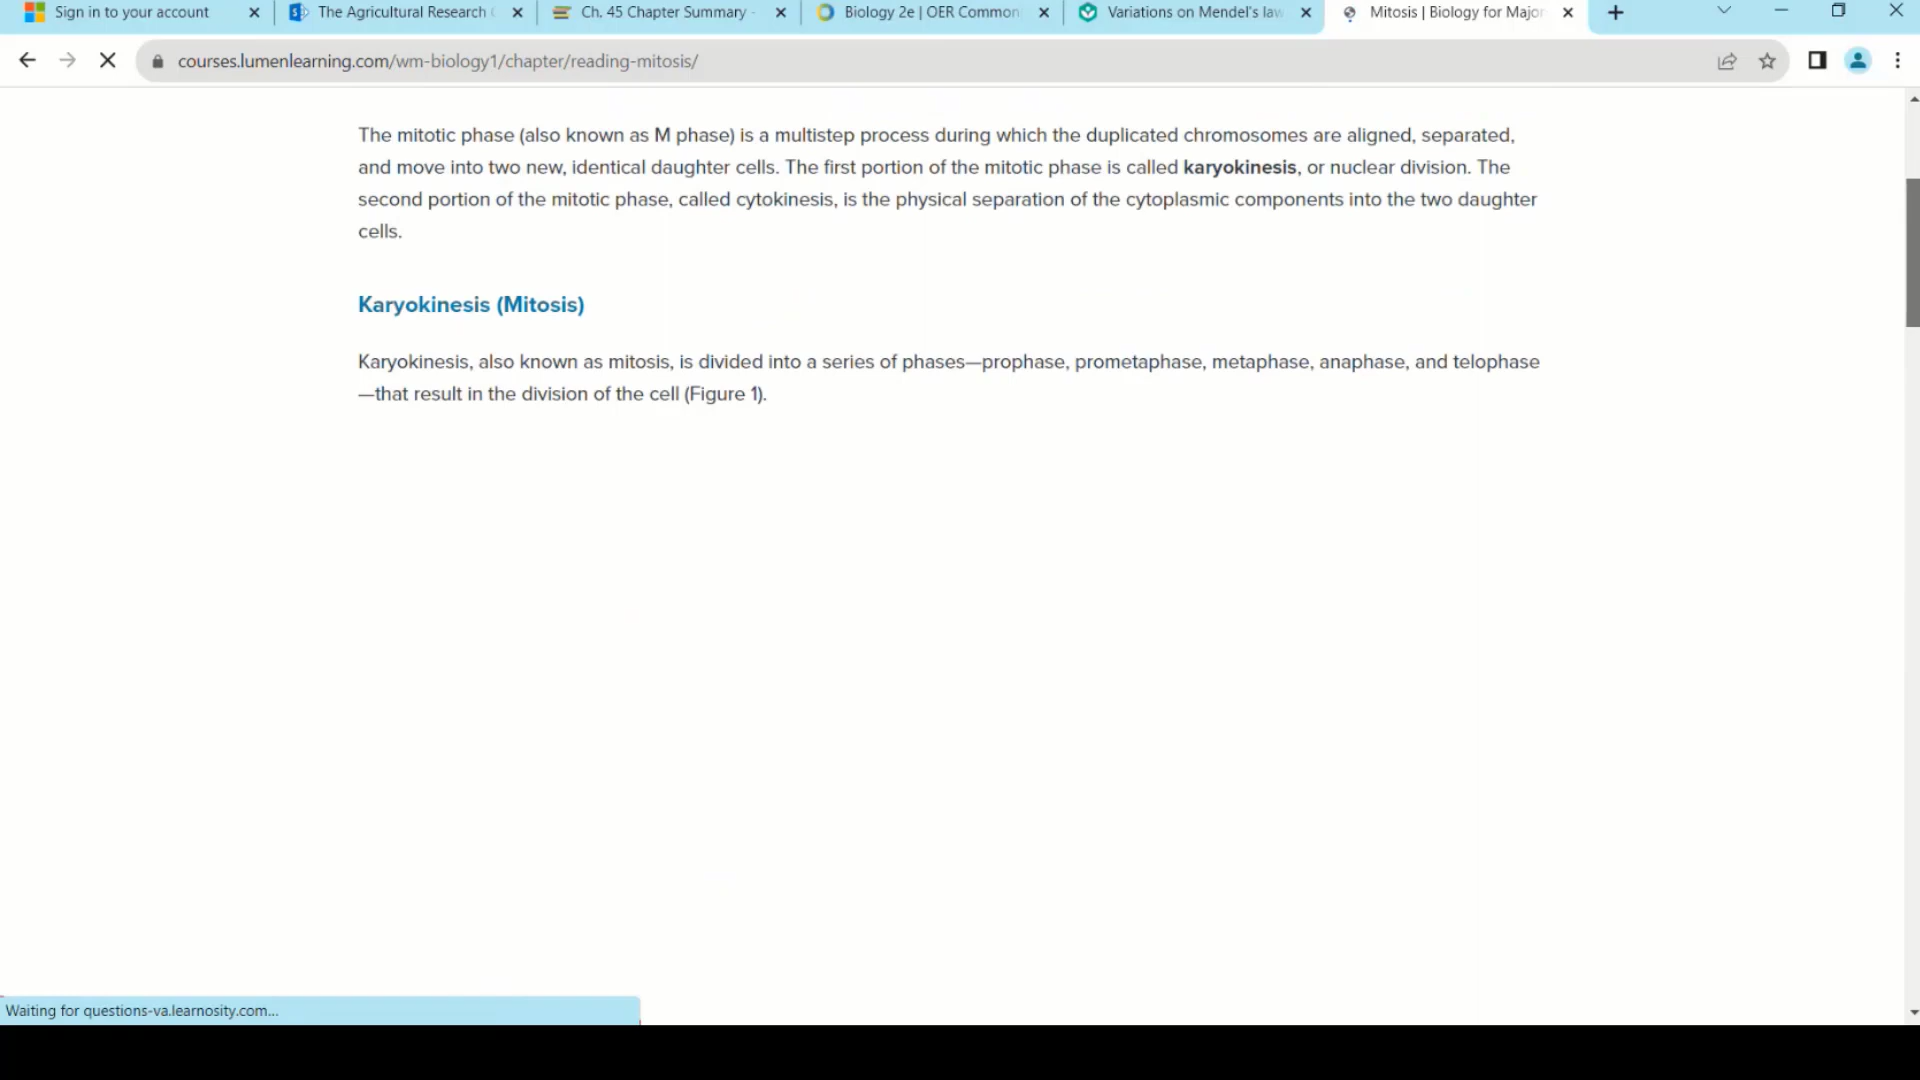 Sign in to your account
The Agricultural Research
Ch. 45 Chapter Summary -
Biology 2e | OER Common
Variations on Mendel's law
Mitosis | Biology for Major
courses.lumenlearning.com/wm-biology1/chapter/reading-mitosis/
The mitotic phase (also known as M phase) is a multistep process during which the duplicated chromosomes are aligned, separated,
and move into two new, identical daughter cells. The first portion of the mitotic phase is called karyokinesis, or nuclear division. The
second portion of the mitotic phase, called cytokinesis, is the physical separation of the cytoplasmic components into the two daughter
cells.
Karyokinesis (Mitosis)
Karyokinesis, also known as mitosis, is divided into a series of phases—prophase, prometaphase, metaphase, anaphase, and telophase
—that result in the division of the cell (Figure 1).
Waiting for questions-va.learnosity.com...